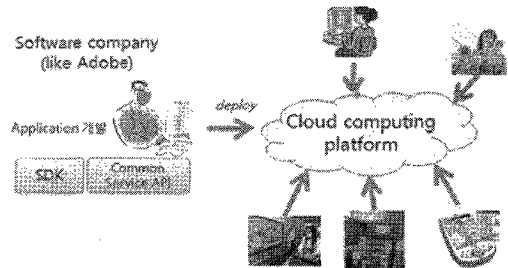 Software company
(like Adobe)
Application 개발
SDK
Common
Service API
deploy
Cloud computing
platform